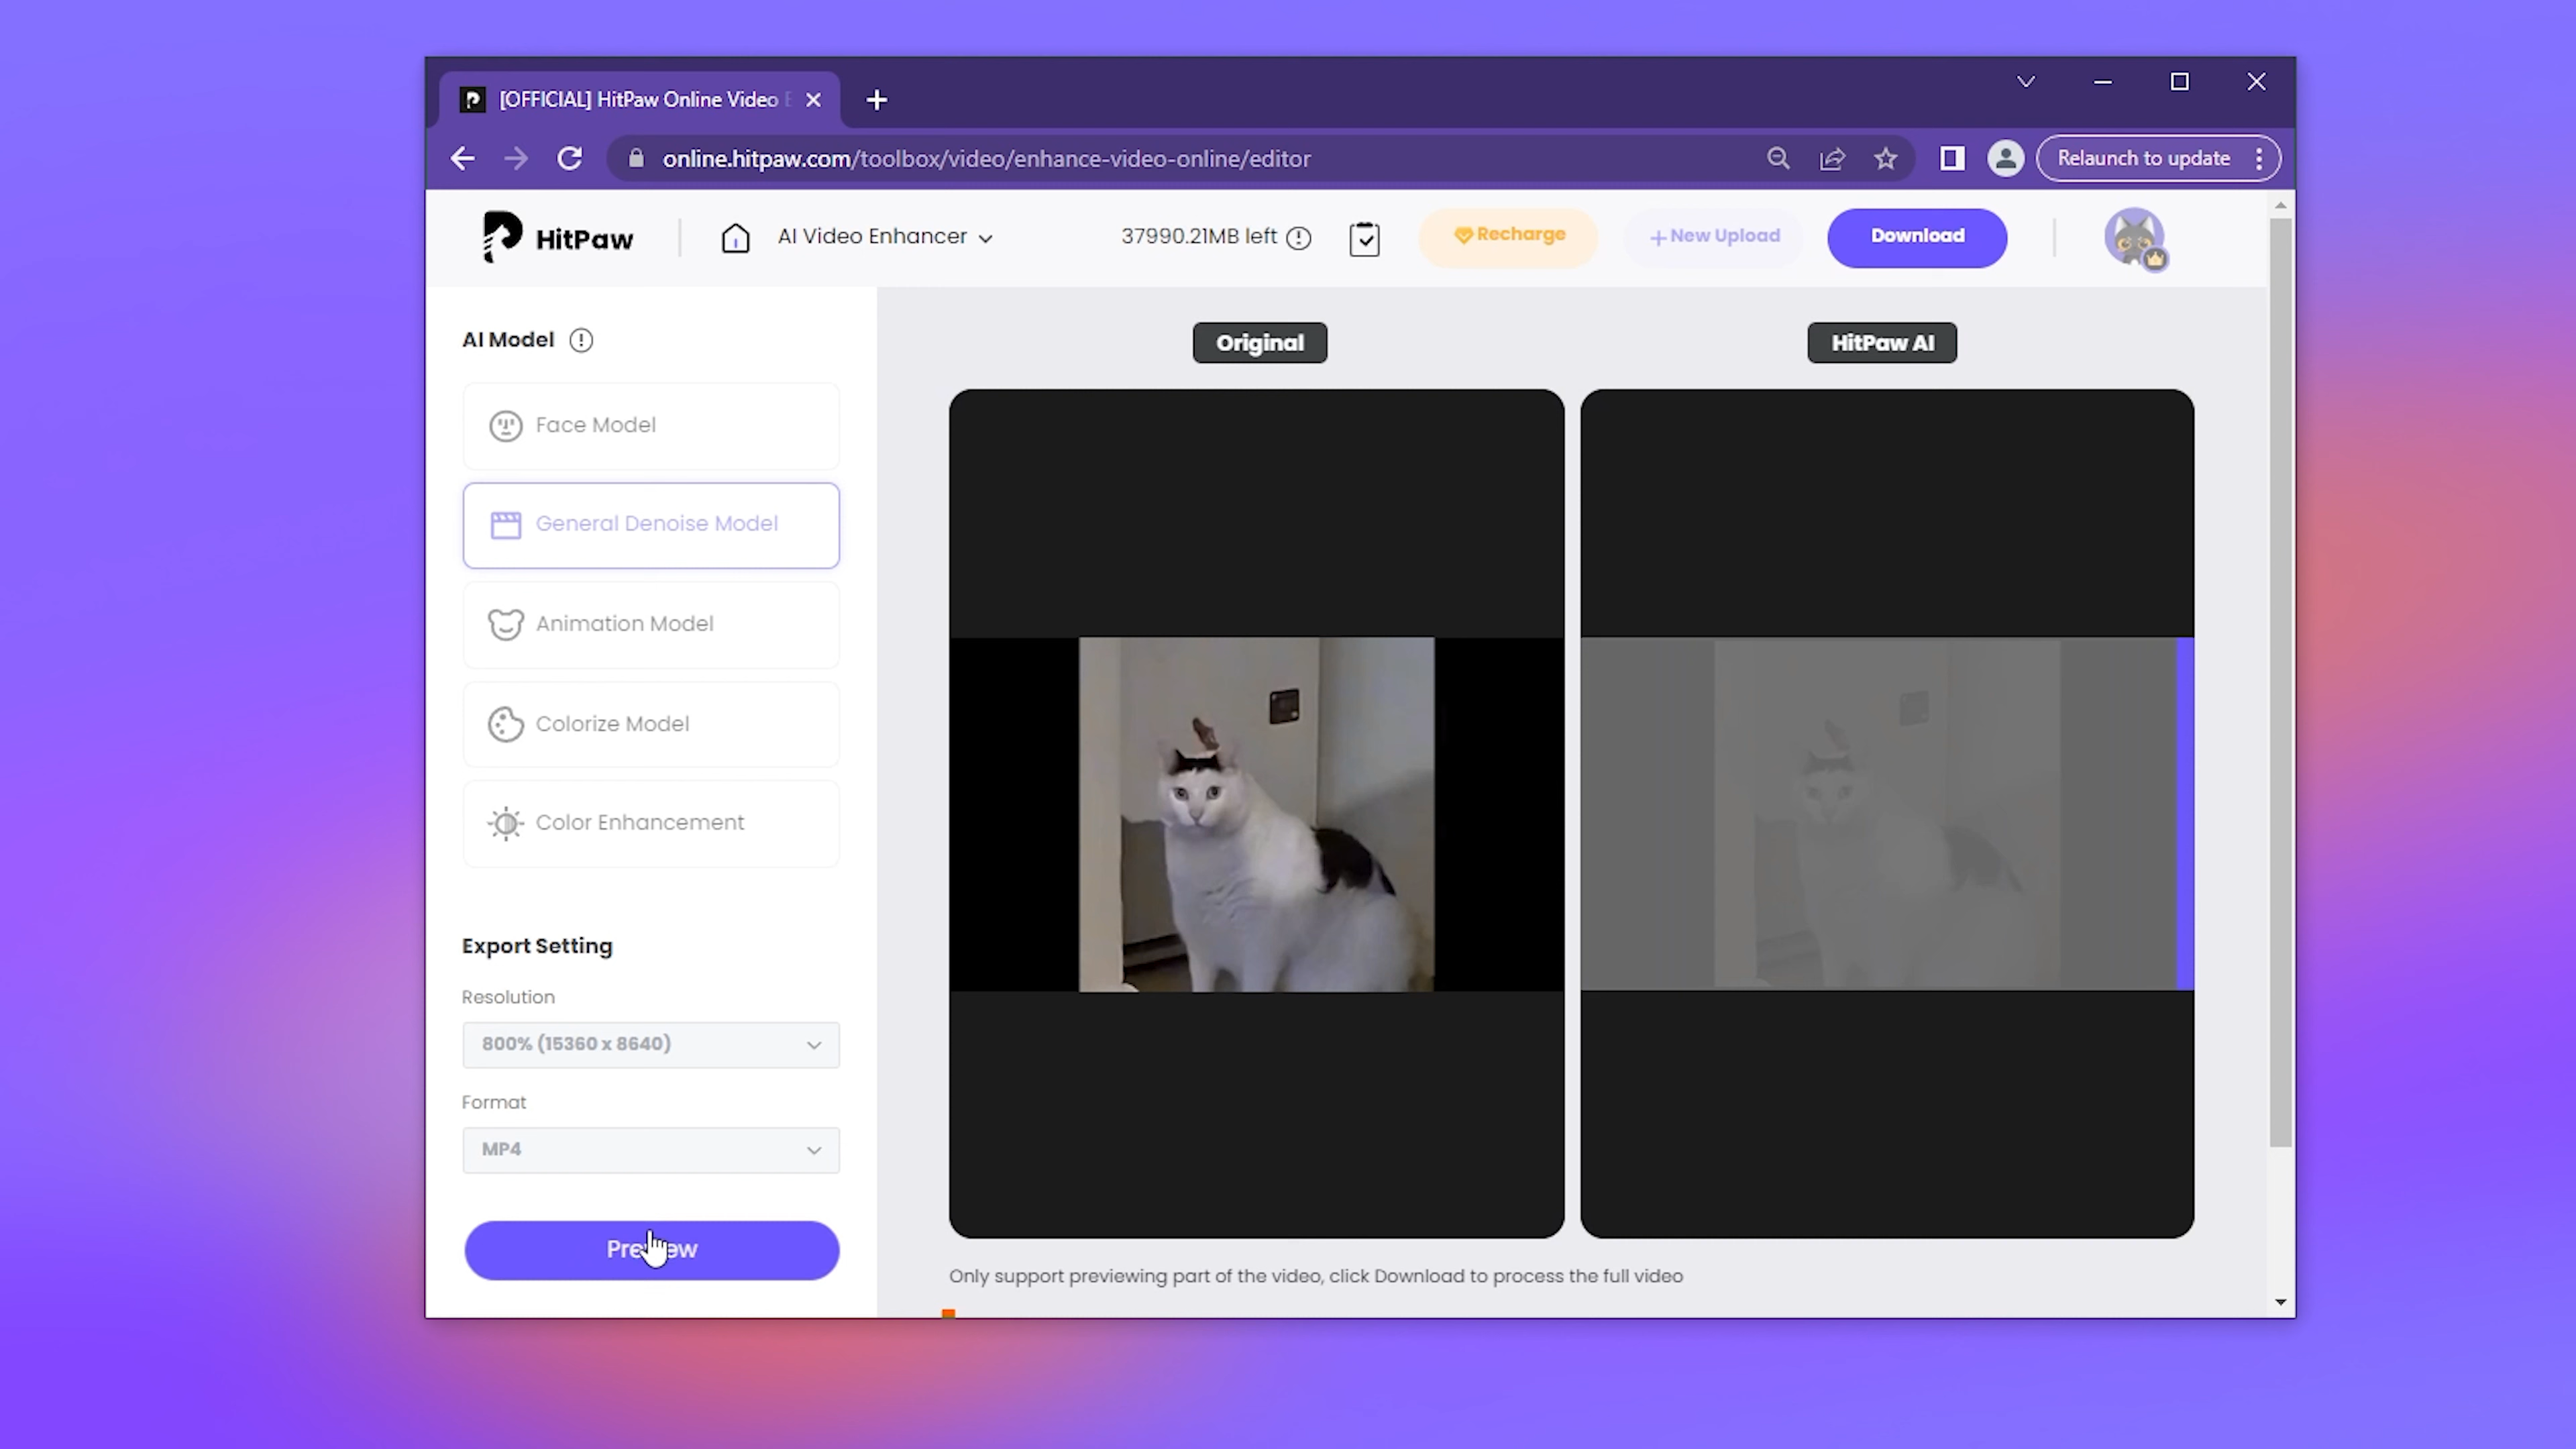 [OFFICIAL] HitPaw Online Video E
online.hitpaw.com/toolbox/video/enhance-video-online/editor
Relaunch to update
HitPaw
AI Video Enhancer
37990.21MB left
Recharge
+New Upload
Download
AI Model
Face Model
General Denoise Model
Animation Model
Colorize Model
Color Enhancement
Export Setting
Resolution
800% (15360 x 8640)
Format
MP4
Preview
Original
HitPaw AI
Only support previewing part of the video, click Download to process the full video